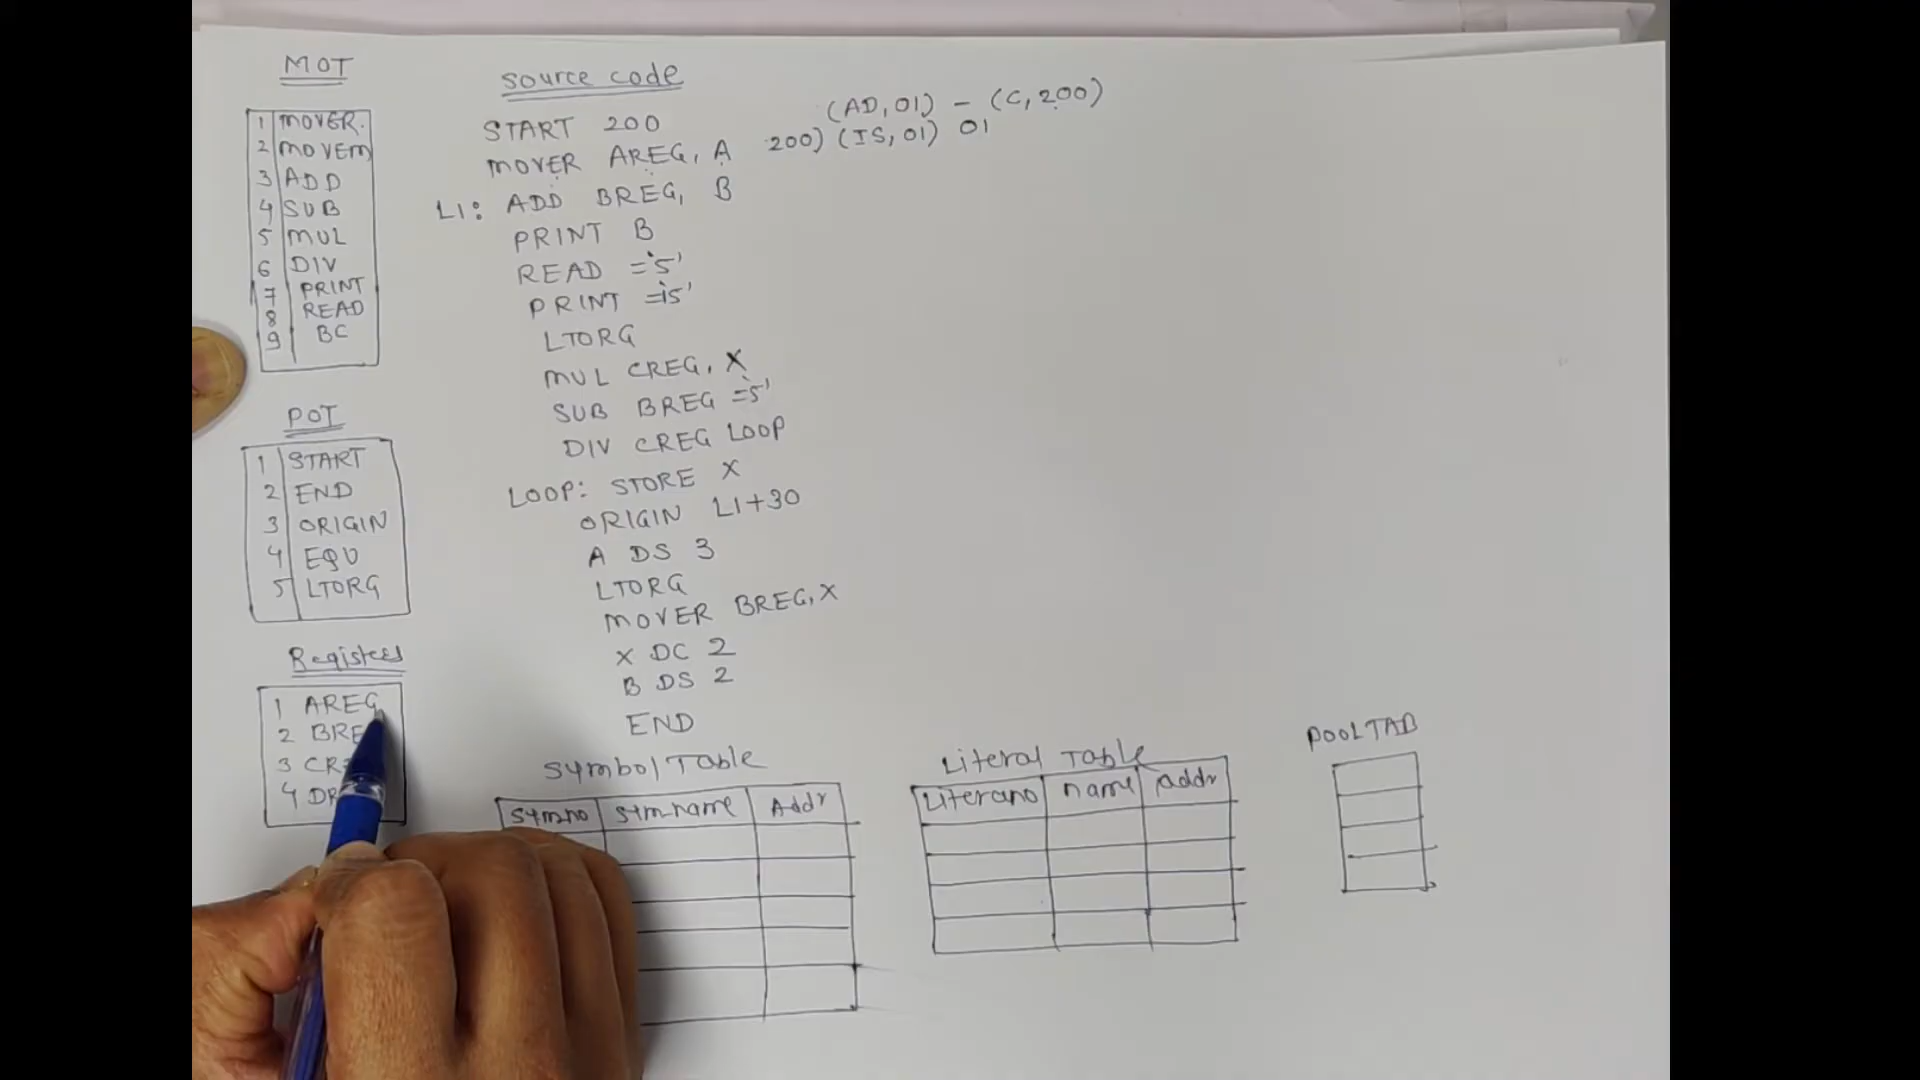 MOT
1 MOVER.
2 MOVEM
3 ADD
4 SUB
5 MUL
6 DIV
7 PRINT
8 READ
9 BC
POT
1 START
2 END
3 ORIGIN
4 EQU
5 LTORG
Registers
1 AREG
2 BRE
3 CR
4 DR
source code
START 200 (AD,01) - (C,200)
MOVER AREG, A 200) (IS,01) 01
L1: ADD BREG, B
PRINT B
READ ='5'
PRINT ='15'
LTORG
MUL CREG, X
SUB BREG ='5'
DIV CREG LOOP
LOOP: STORE X
ORIGIN L1+30
A DS 3
LTORG
MOVER BREG,X
X DC 2
B DS 2
END
Symbol Table
Symno Symname Addr
Literal Table
Literano name addr
POOLTAB